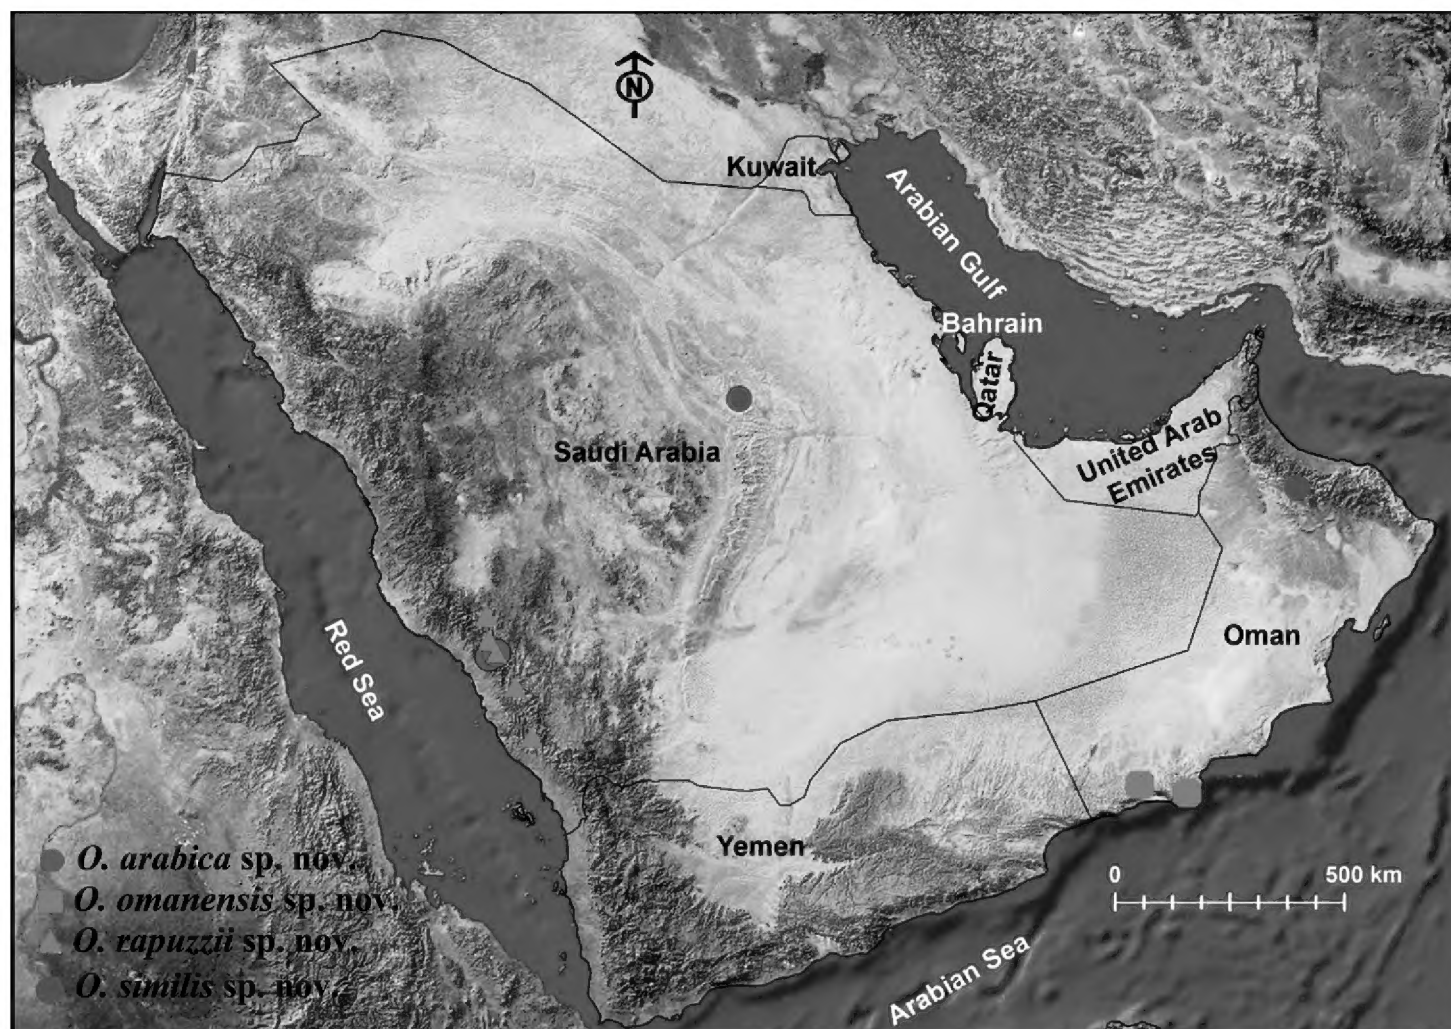 N
Kuwait
Arabian Gulf
Bahrain
Qatar
Saudi Arabia
United Arab
Emirates
Red Sea
Oman
Yemen
O. arabica sp. nov.
O. omanensis sp. nov.
O. rapuzzii sp. nov.
O. similis sp. nov.
0 500 km
Arabian Sea